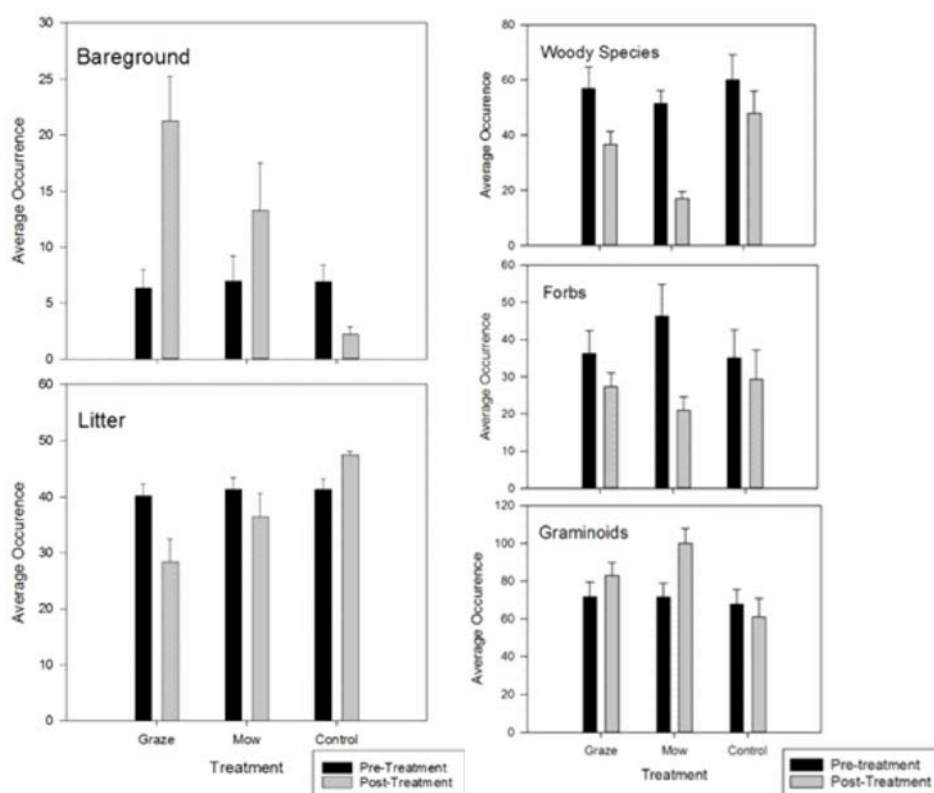 Bareground
Average Occurrence
30
25
20
15
10
5
0
Litter
Average Occurence
60
50
40
30
20
10
0
Graze
Mow
Control
Treatment
Pre-Treatment
Post-Treatment
Woody Species
Average Occurence
80
60
40
20
0
Forbs
Average Occurrence
60
50
40
30
20
10
0
Graminoids
Average Occurence
120
100
80
60
40
20
0
Graze
Mow
Control
Treatment
Pre-treatment
Post-Treatment